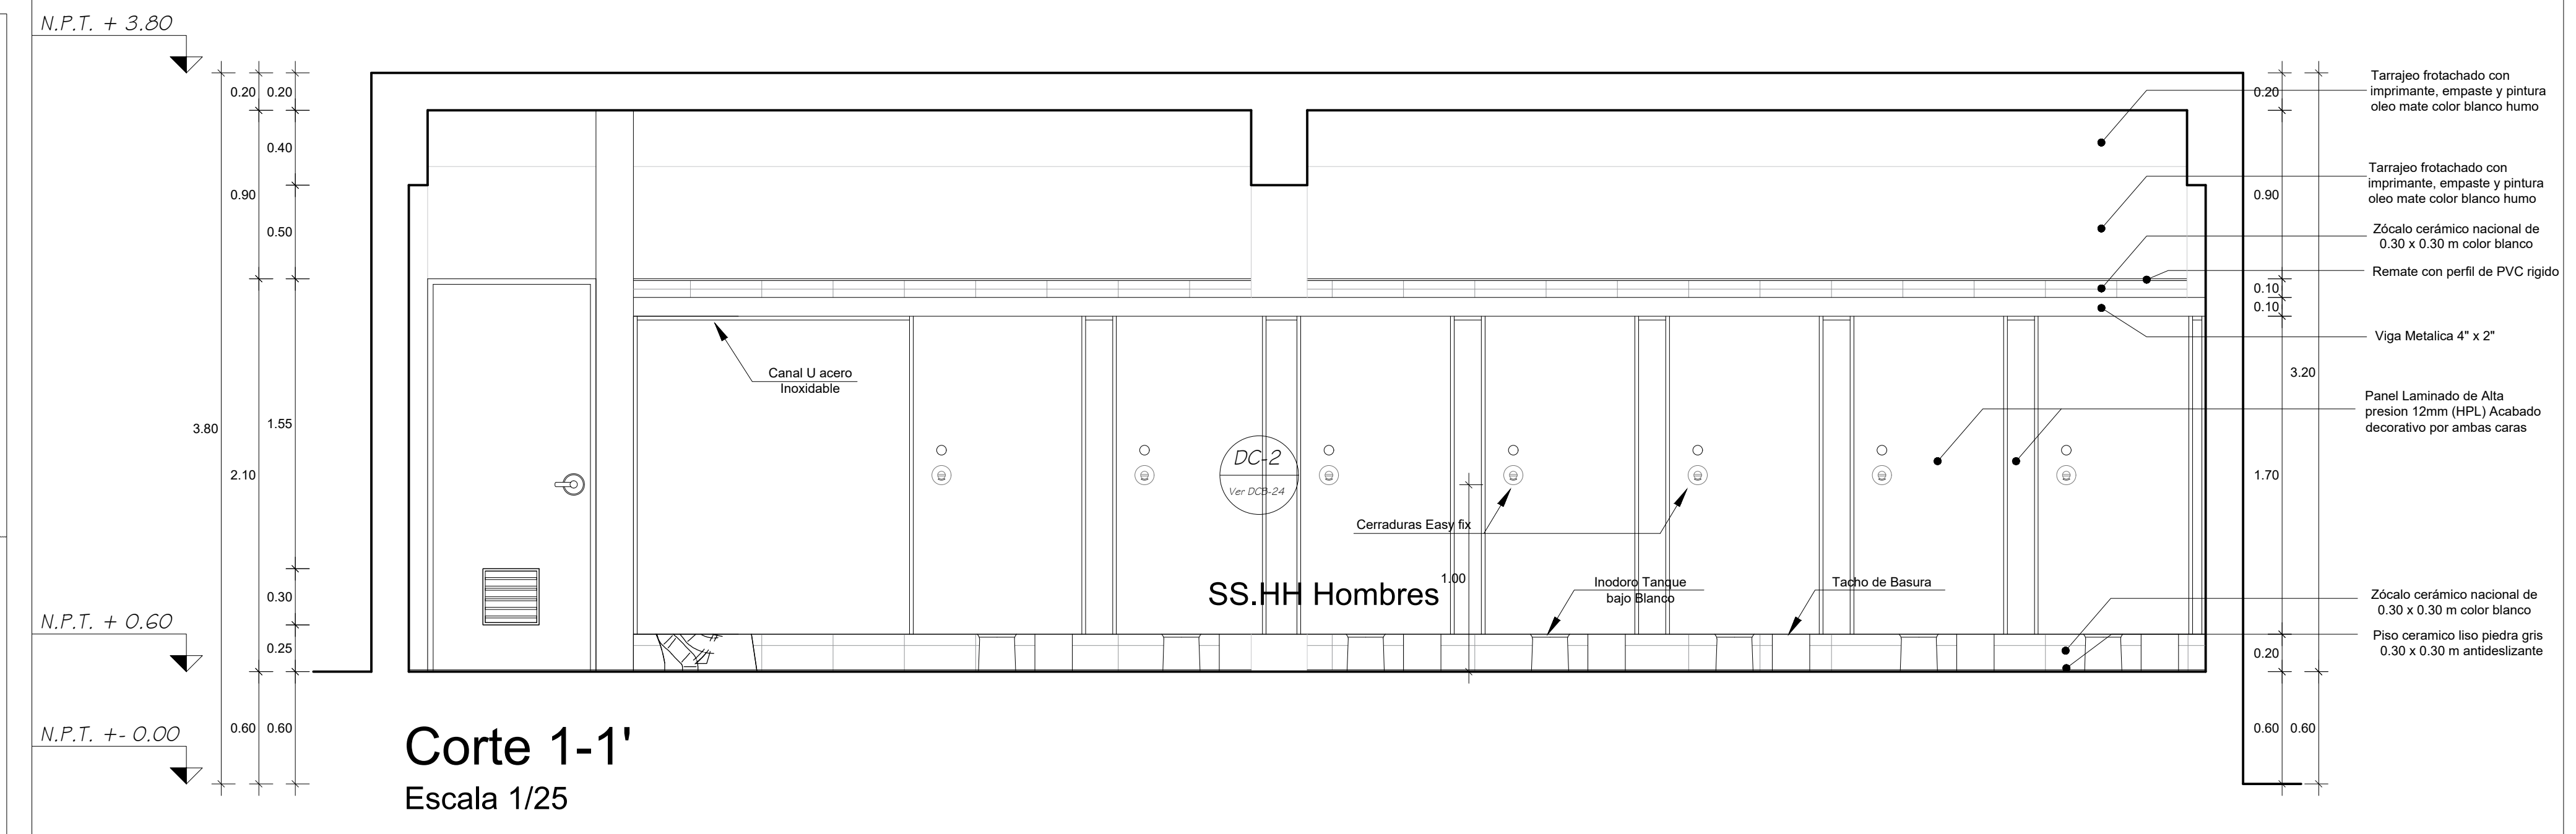 N.P.T. + 3.80
N.P.T. + 0.60
N.P.T. +- 0.00
3.80
0.20
0.90
2.10
0.60
0.20
0.40
0.50
1.55
0.30
0.25
0.60
Canal U acero
Inoxidable
DC-2
Ver DCB-24
Cerraduras Easy fix
1.00
SS.HH Hombres
Inodoro Tanque
bajo Blanco
Tacho de Basura
0.20
0.90
0.10
0.10
1.70
0.20
0.60
3.20
0.60
Tarrajeo frotachado con
imprimante, empaste y pintura
oleo mate color blanco humo
Tarrajeo frotachado con
imprimante, empaste y pintura
oleo mate color blanco humo
Zócalo cerámico nacional de
0.30 x 0.30 m color blanco
Remate con perfil de PVC rigido
Viga Metalica 4" x 2"
Panel Laminado de Alta
presion 12mm (HPL) Acabado
decorativo por ambas caras
Zócalo cerámico nacional de
0.30 x 0.30 m color blanco
Piso ceramico liso piedra gris
0.30 x 0.30 m antideslizante
Corte 1-1'
Escala 1/25